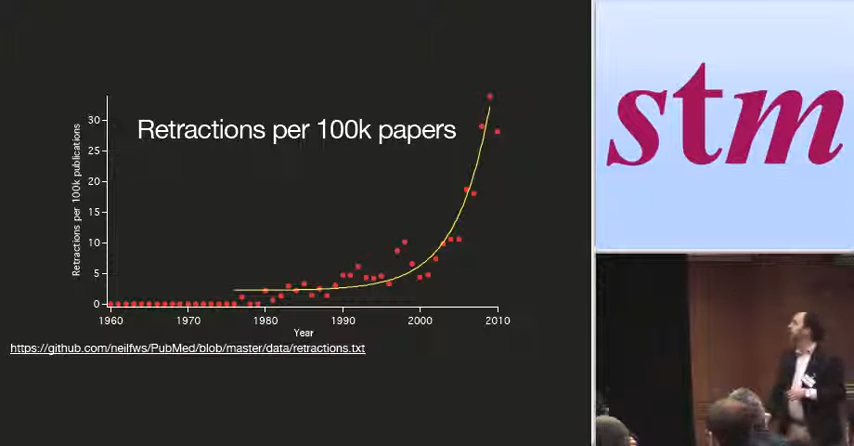 Retractions per 100k papers
Retractions per 100k publications
30
25
20
15
10
5
0
1960
1970
1980
1990
2000
2010
Year
https://github.com/neilfws/PubMed/blob/master/data/retractions.txt
stm